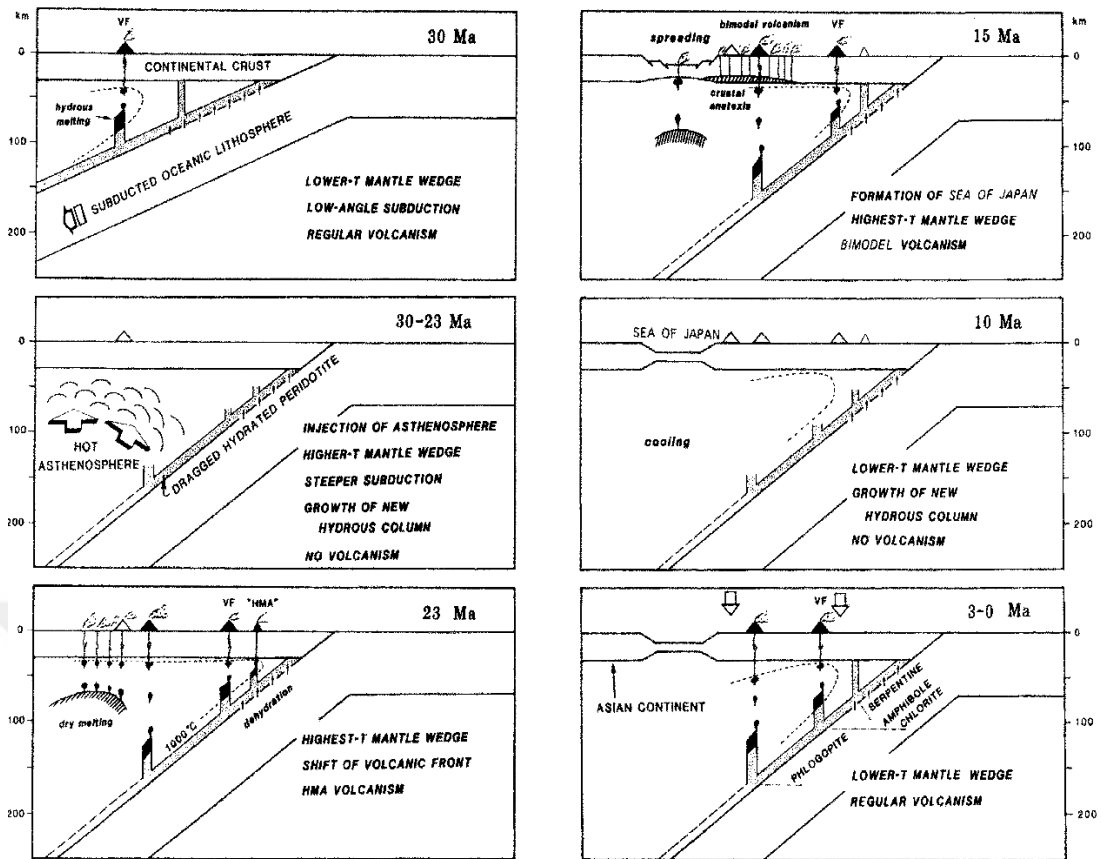 km
VF
30 Ma
0
CONTINENTAL CRUST
hydrous
melting
100
SUBDUCTED OCEANIC LITHOSPHERE
LOWER-T MANTLE WEDGE
LOW-ANGLE SUBDUCTION
REGULAR VOLCANISM
200
30-23 Ma
0
HOT
ASTHENOSPHERE
100
DRAGGED HYDRATED PERIDOTITE
INJECTION OF ASTHENOSPHERE
HIGHER-T MANTLE WEDGE
STEEPER SUBDUCTION
GROWTH OF NEW
HYDROUS COLUMN
NO VOLCANISM
200
VF
"HMA"
23 Ma
0
dry melting
1000°C
dehydration
100
HIGHEST-T MANTLE WEDGE
SHIFT OF VOLCANIC FRONT
HMA VOLCANISM
200
bimodal volcanism
VF
km
spreading
15 Ma
0
crustal
anetexis
100
FORMATION OF SEA OF JAPAN
HIGHEST-T MANTLE WEDGE
BIMODEL VOLCANISM
200
SEA OF JAPAN
10 Ma
0
cooling
100
LOWER-T MANTLE WEDGE
GROWTH OF NEW
HYDROUS COLUMN
NO VOLCANISM
200
VF
3-0 Ma
0
ASIAN CONTINENT
SERPENTINE
AMPHIBOLE
CHLORITE
100
PHLOGOPITE
LOWER-T MANTLE WEDGE
REGULAR VOLCANISM
200